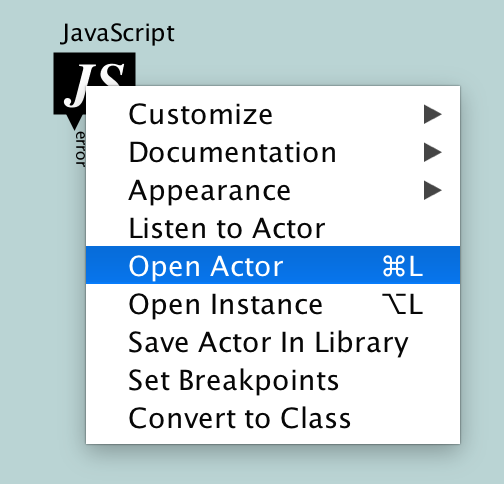 JavaScript
JS
error
Customize
Documentation
Appearance
Listen to Actor
Open Actor ⌘L
Open Instance ⌥L
Save Actor In Library
Set Breakpoints
Convert to Class